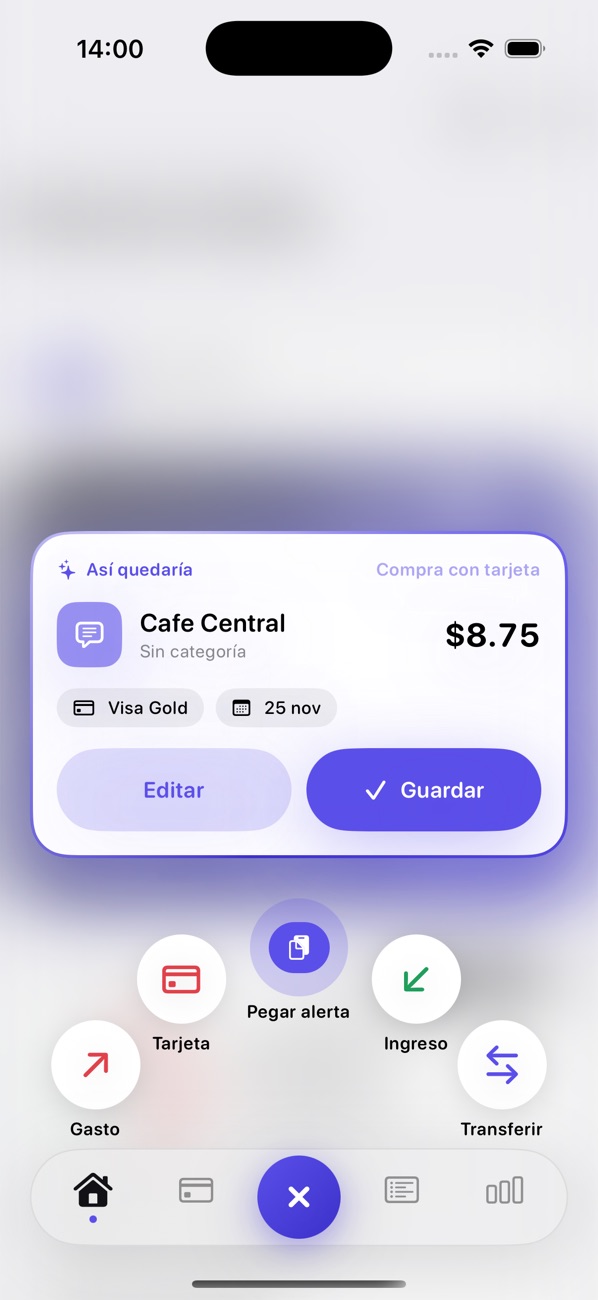 14:00
Así quedaría
Compra con tarjeta
Cafe Central
Sin categoría
$8.75
Visa Gold
25 nov
Editar
Guardar
Pegar alerta
Tarjeta
Ingreso
Gasto
Transferir